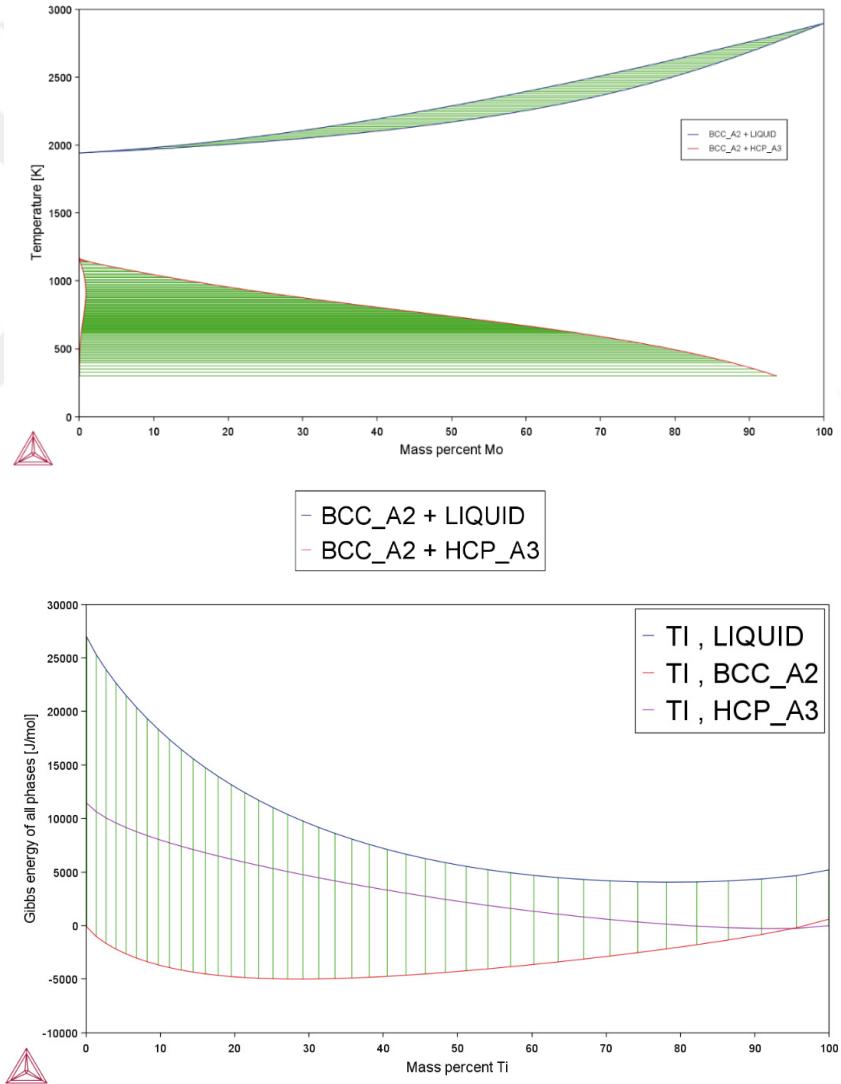 3000
2500
2000
1500
1000
500
0
Temperature [K]
BCC_A2 + LIQUID
BCC_A2 + HCP_A3
0 10 20 30 40 50 60 70 80 90 100
Mass percent Mo
BCC_A2 + LIQUID
BCC_A2 + HCP_A3
30000
25000
20000
15000
10000
5000
0
-5000
-10000
Gibbs energy of all phases [J/mol]
TI , LIQUID
TI , BCC_A2
TI , HCP_A3
0 10 20 30 40 50 60 70 80 90 100
Mass percent Ti